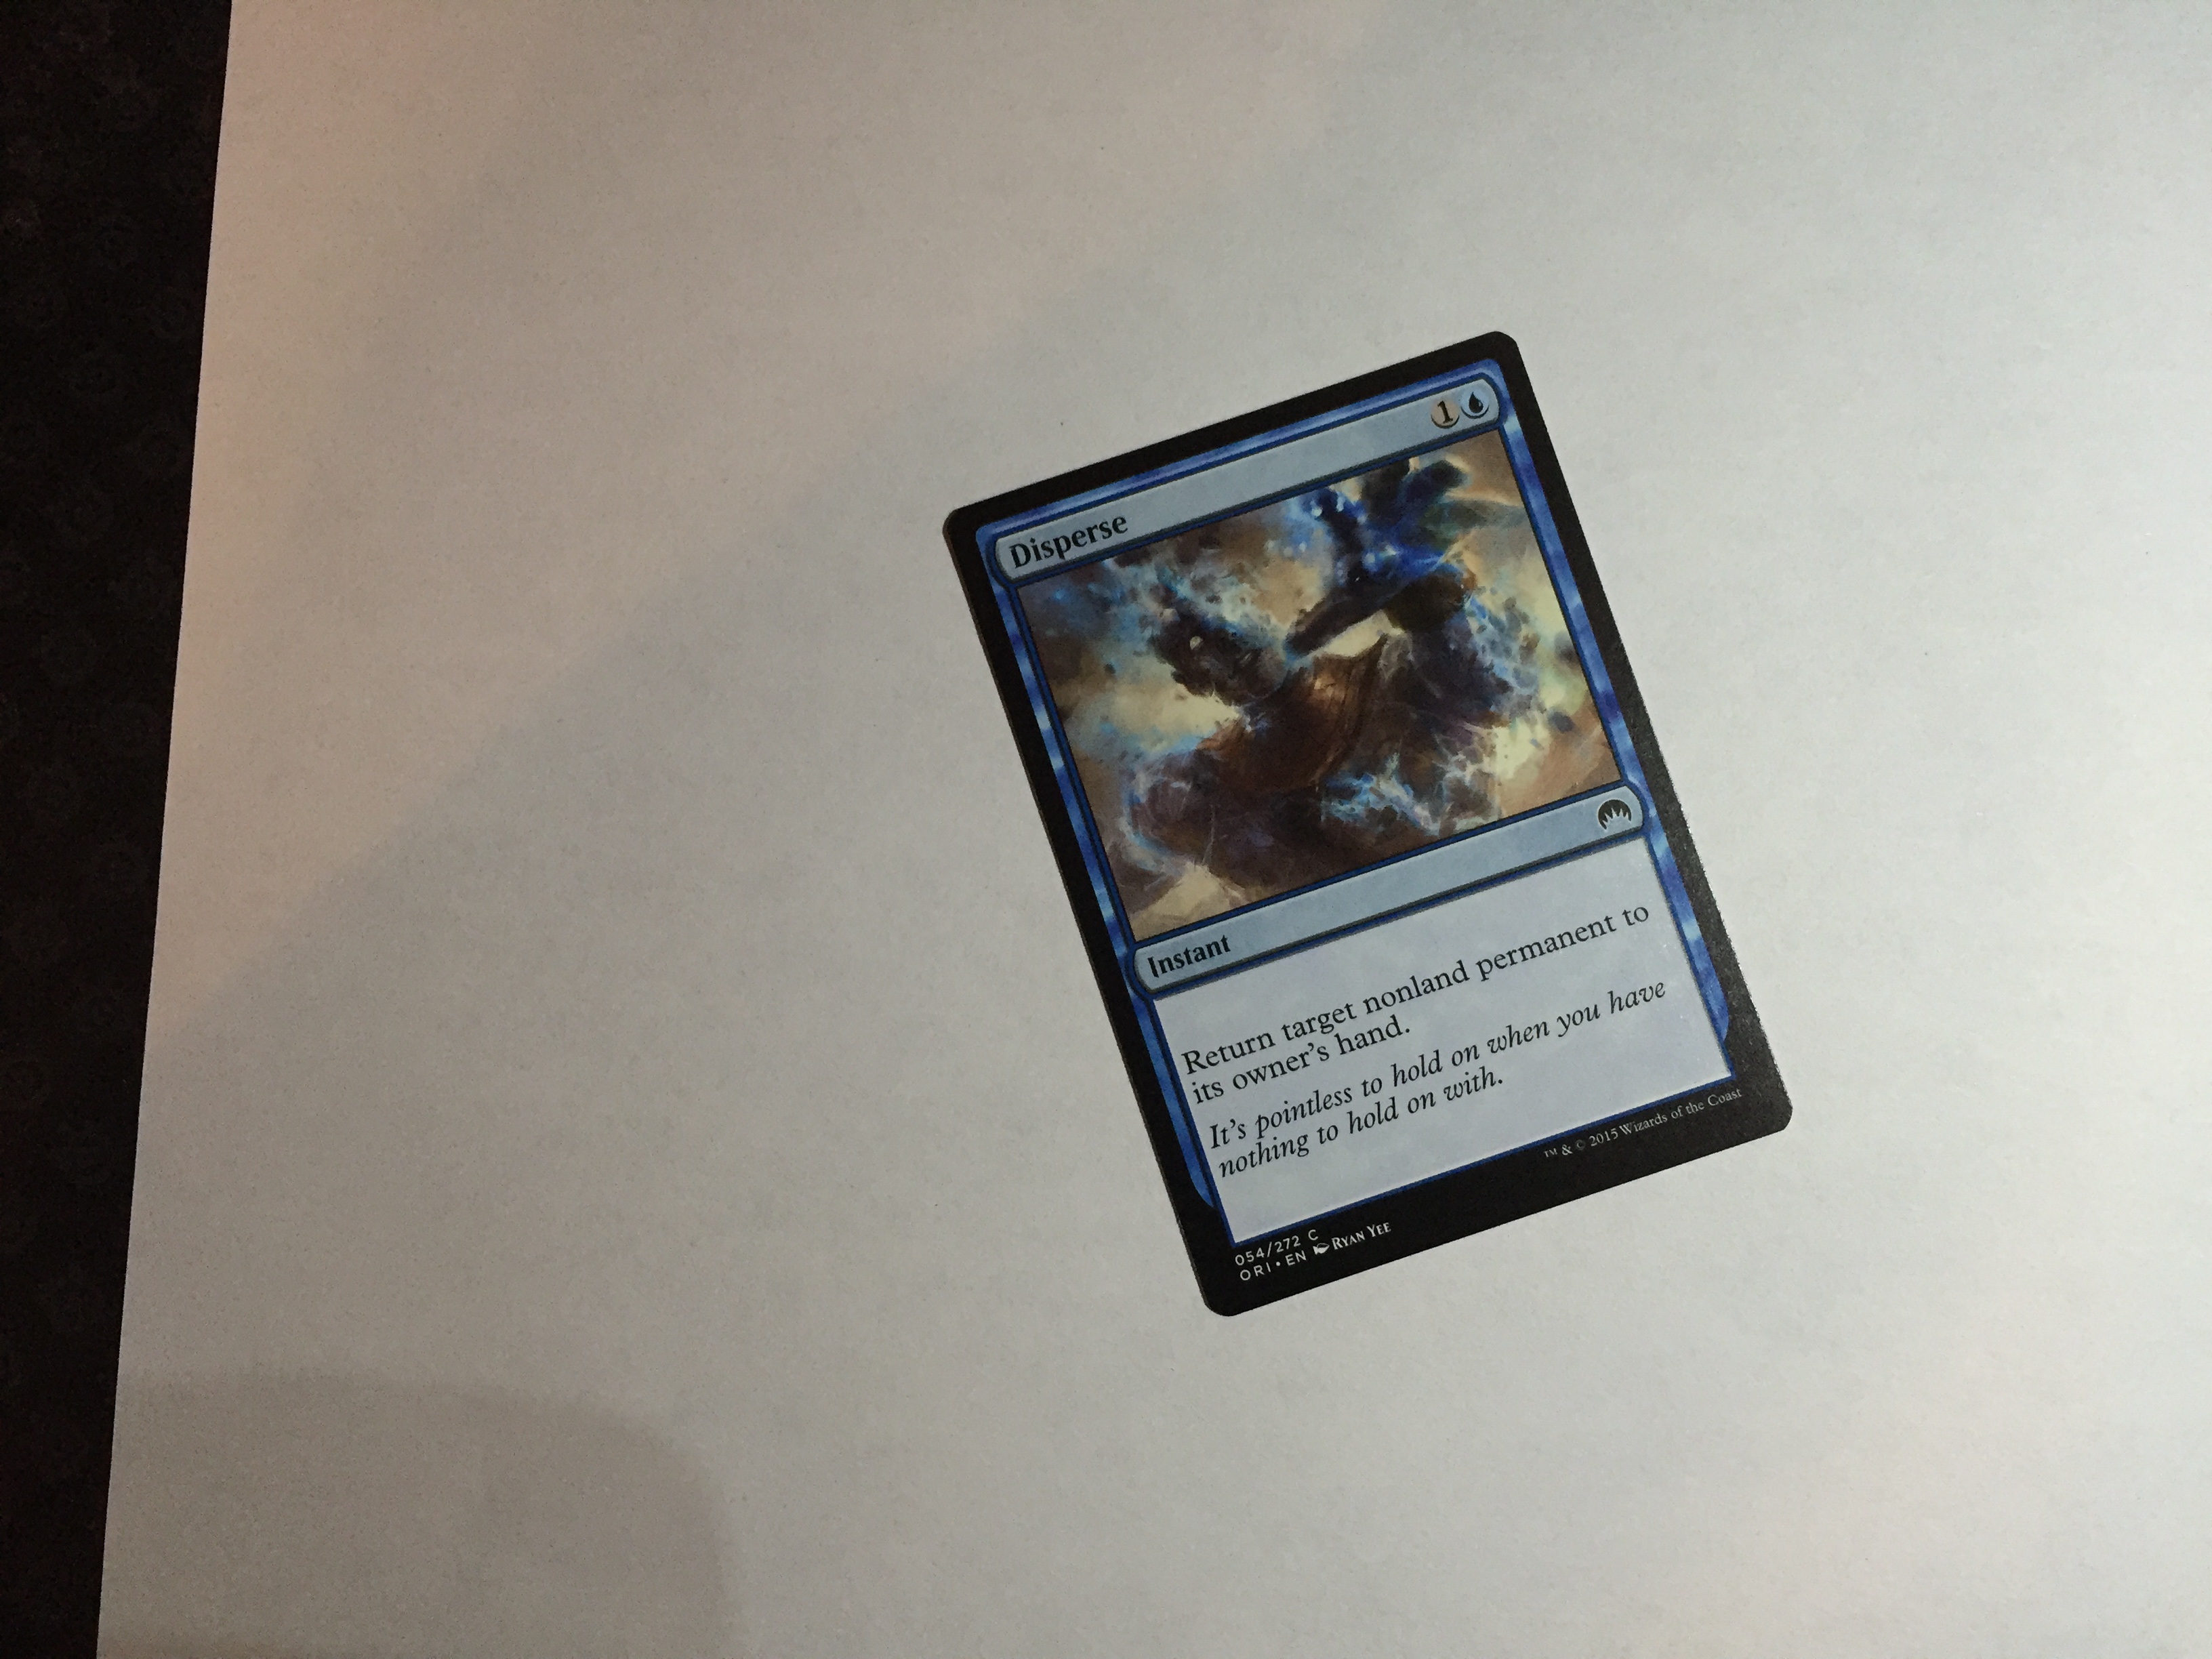 Disperse
1
Instant
Return target nonland permanent to
its owner's hand.
It's pointless to hold on when you have
nothing to hold on with.
054/272 C
ORI • EN RYAN YEE
™ & © 2015 Wizards of the Coast